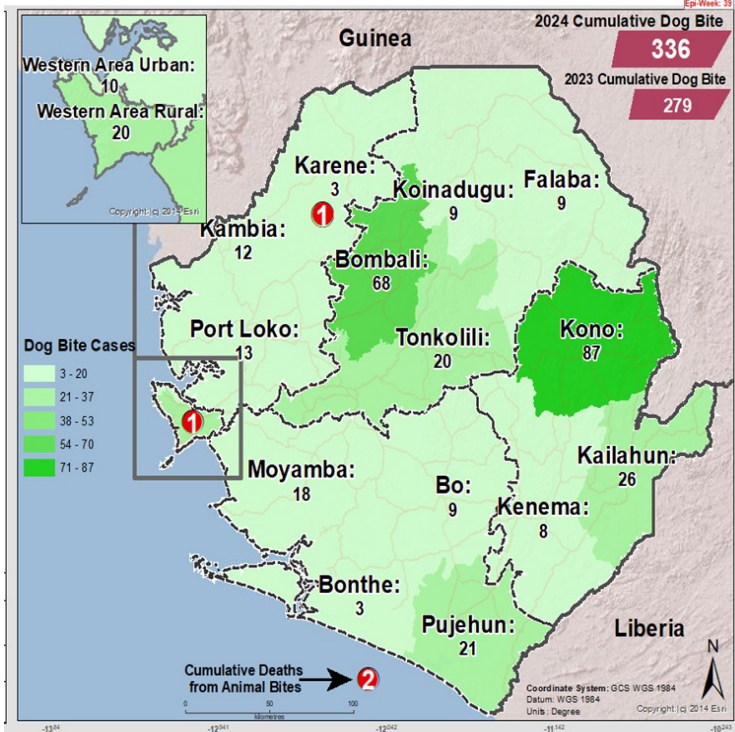 Epi-Week: 39
2024 Cumulative Dog Bite
336
2023 Cumulative Dog Bite
279
Guinea
Western Area Urban:
10
Western Area Rural:
20
Copyright:(c) 2014 Esri
Karene:
3
1
Koinadugu:
9
Falaba:
9
Kambia:
12
Bombali:
68
Port Loko:
13
Tonkolili:
20
Kono:
87
Dog Bite Cases
3 - 20
21 - 37
38 - 53
54 - 70
71 - 87
1
Moyamba:
18
Bo:
9
Kenema:
8
Kailahun:
26
Bonthe:
3
Pujehun:
21
Liberia
N
Cumulative Deaths
from Animal Bites
2
0 50 100
kilometres
Coordinate System: GCS WGS 1984
Datum: WGS 1984
Units: Degree
Copyright:(c) 2014 Esri